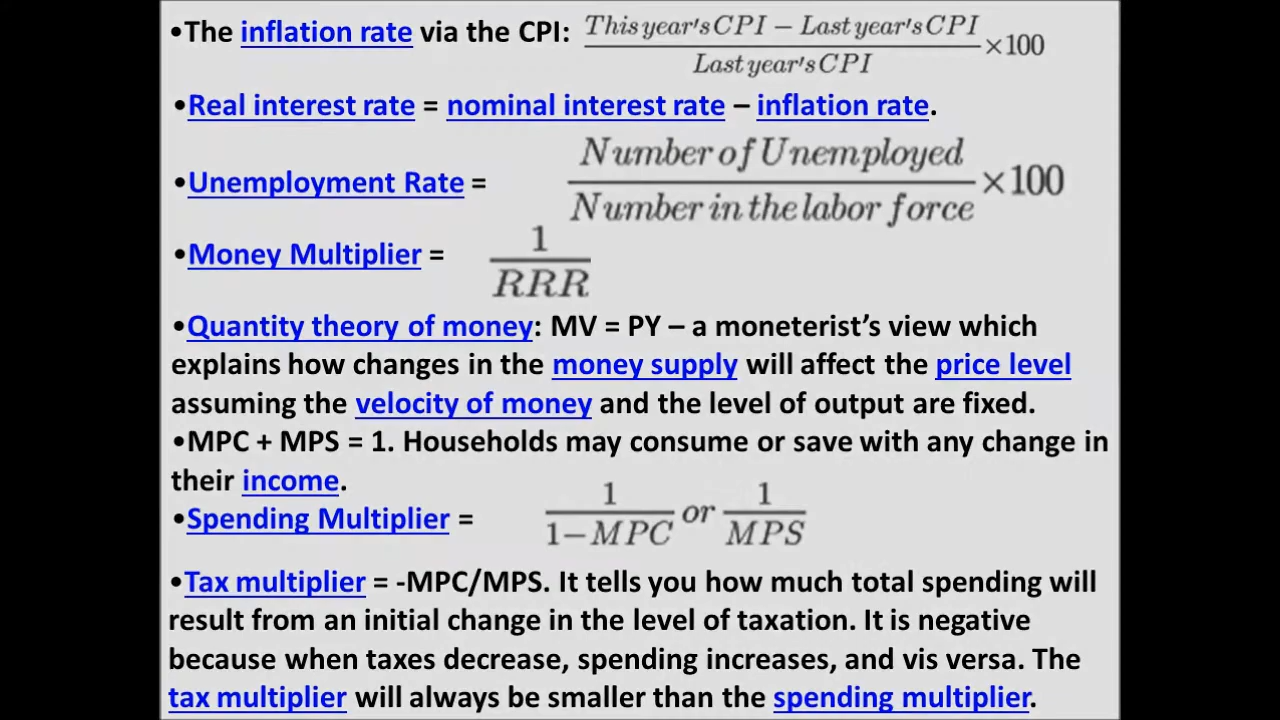 •The inflation rate via the CPI: This year's CPI − Last year's CPI / Last year's CPI ×100
•Real interest rate = nominal interest rate – inflation rate.
•Unemployment Rate = Number of Unemployed / Number in the labor force ×100
•Money Multiplier = 1 / RRR
•Quantity theory of money: MV = PY – a moneterist’s view which
explains how changes in the money supply will affect the price level
assuming the velocity of money and the level of output are fixed.
•MPC + MPS = 1. Households may consume or save with any change in
their income.
•Spending Multiplier = 1 / 1−MPC or 1 / MPS
•Tax multiplier = -MPC/MPS. It tells you how much total spending will
result from an initial change in the level of taxation. It is negative
because when taxes decrease, spending increases, and vis versa. The
tax multiplier will always be smaller than the spending multiplier.